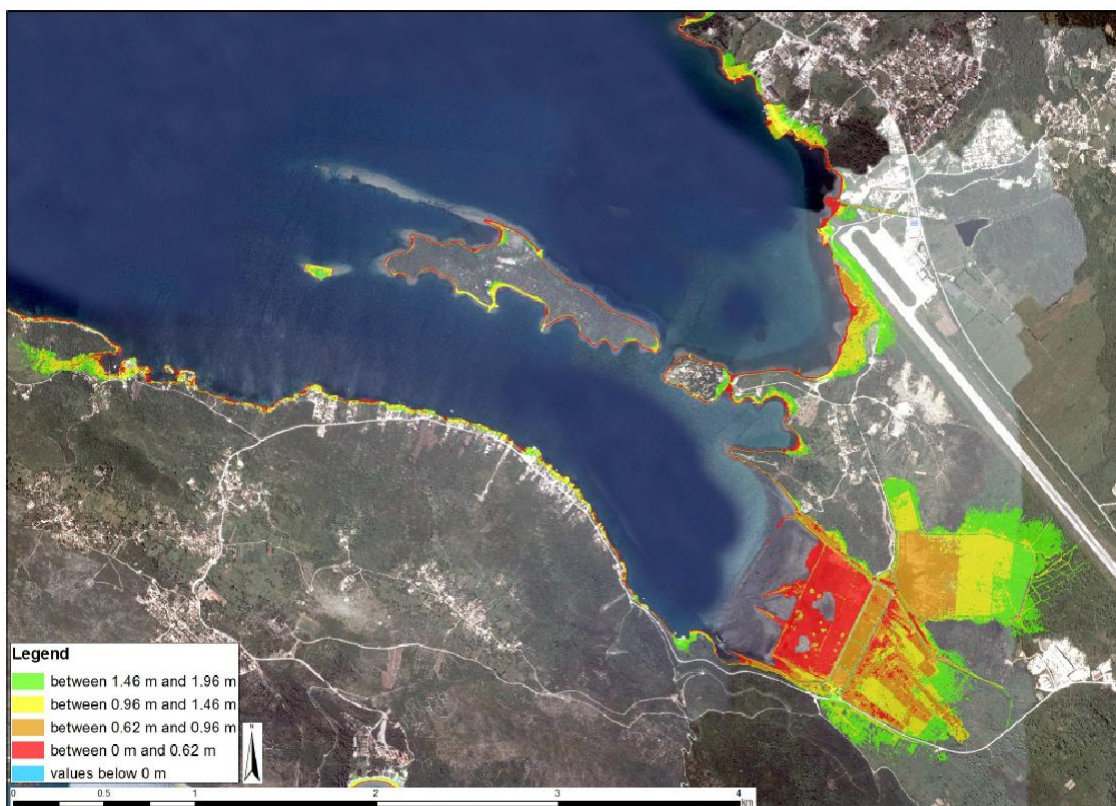 Legend
between 1.46 m and 1.96 m
between 0.96 m and 1.46 m
between 0.62 m and 0.96 m
between 0 m and 0.62 m
values below 0 m
N
0 0.5 1 2 3 4
km